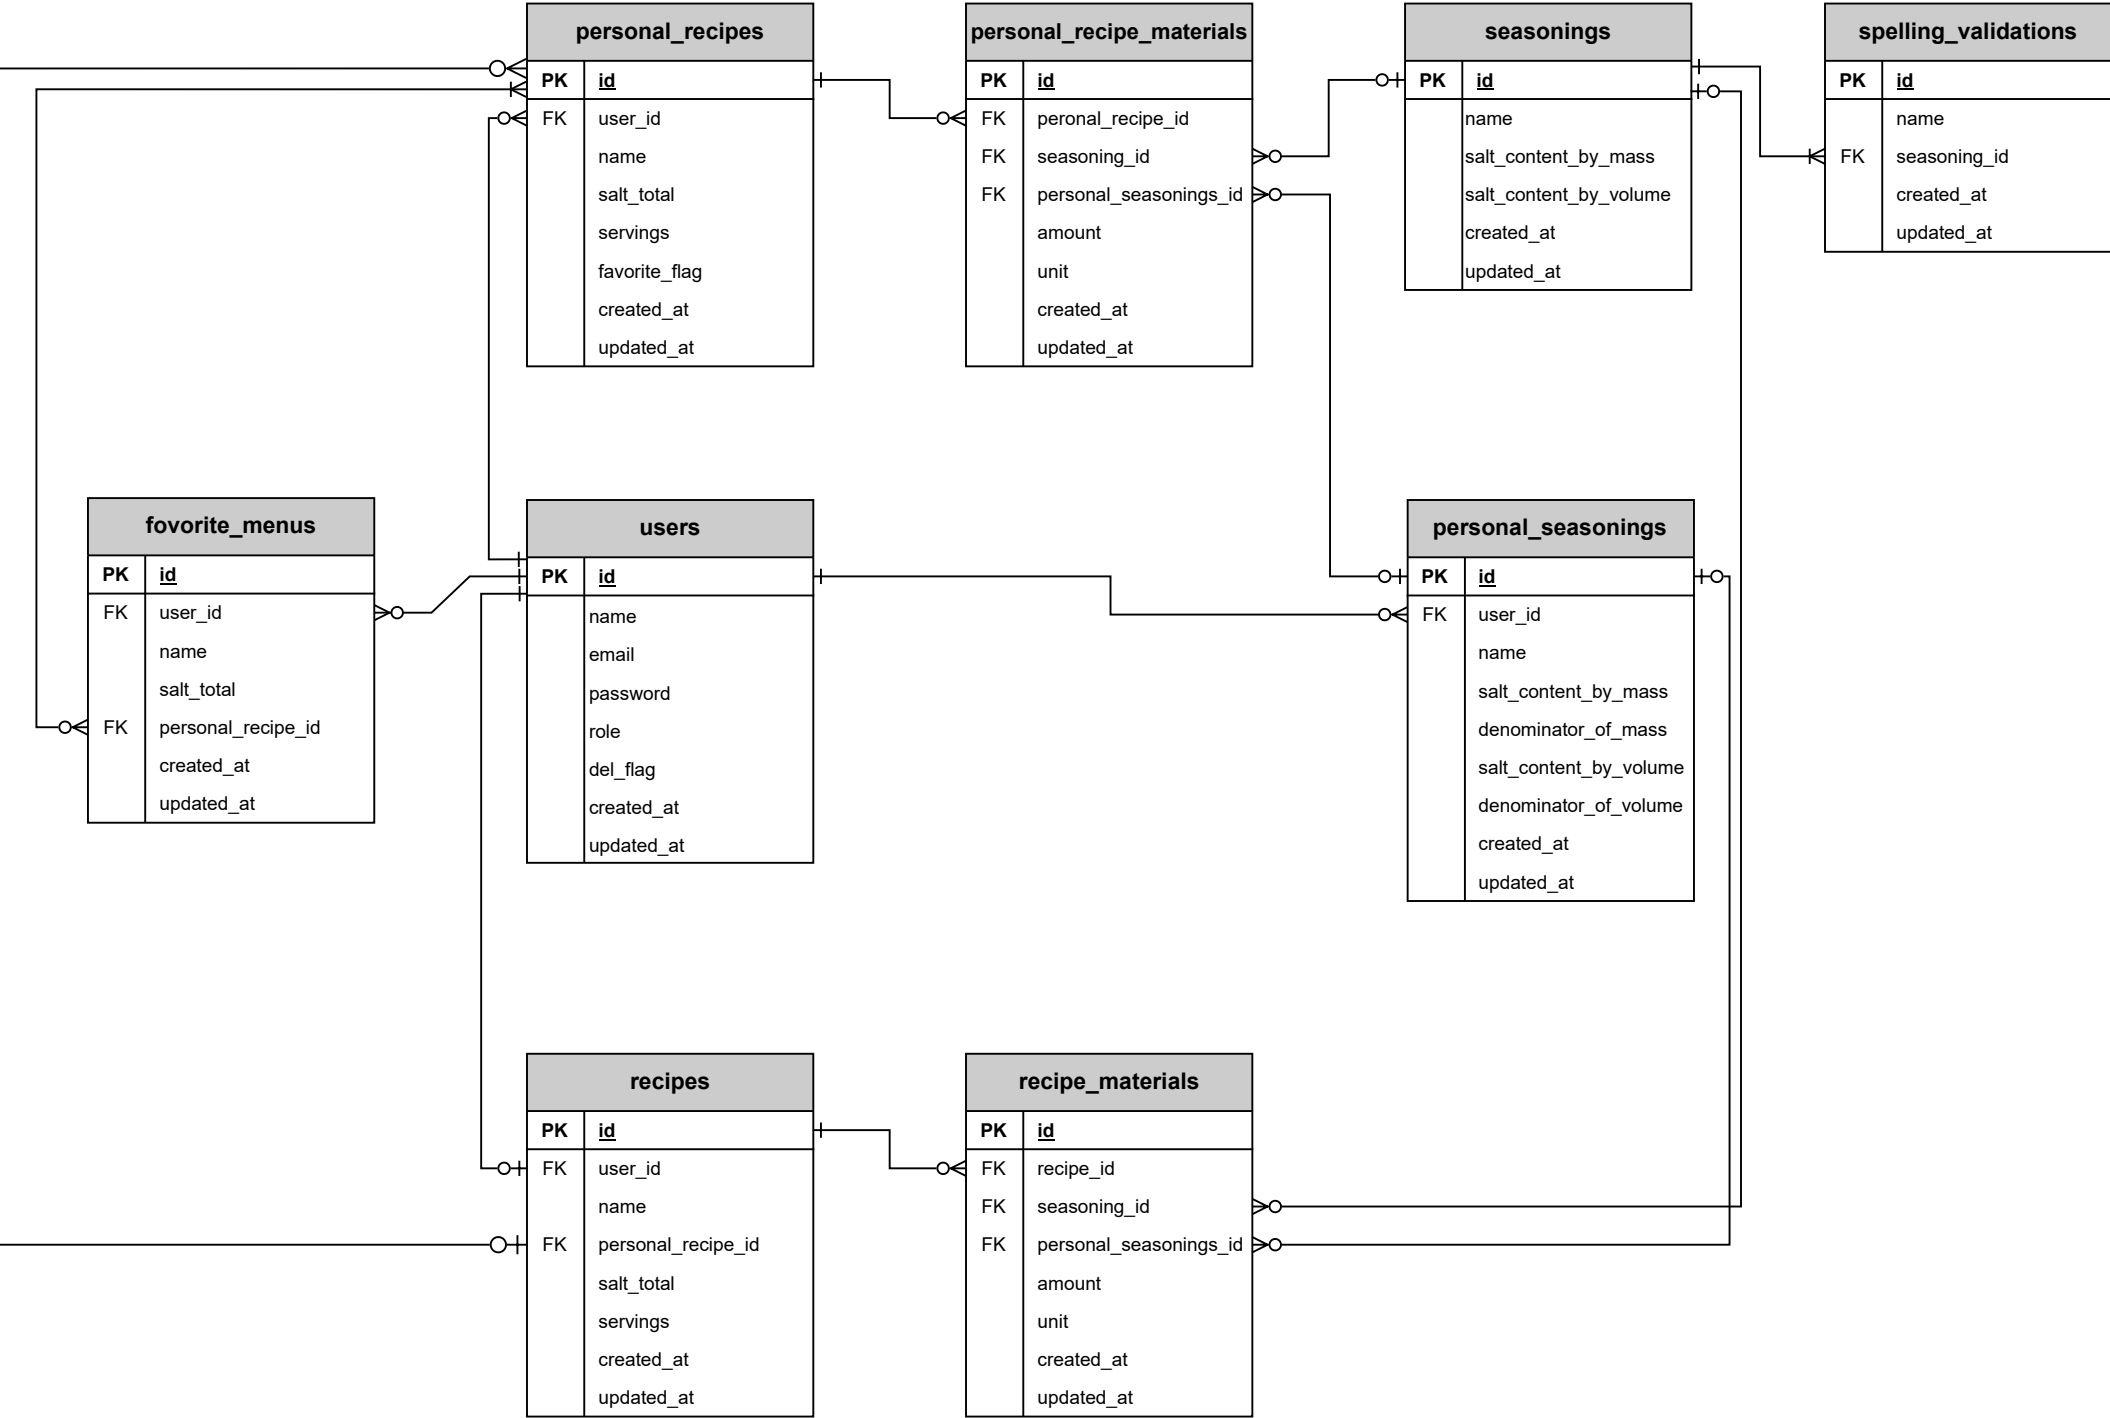 personal_recipes
PK id
FK user_id
name
salt_total
servings
favorite_flag
created_at
updated_at
personal_recipe_materials
PK id
FK peronal_recipe_id
FK seasoning_id
FK personal_seasonings_id
amount
unit
created_at
updated_at
seasonings
PK id
name
salt_content_by_mass
salt_content_by_volume
created_at
updated_at
spelling_validations
PK id
name
FK seasoning_id
created_at
updated_at
fovorite_menus
PK id
FK user_id
name
salt_total
FK personal_recipe_id
created_at
updated_at
users
PK id
name
email
password
role
del_flag
created_at
updated_at
personal_seasonings
PK id
FK user_id
name
salt_content_by_mass
denominator_of_mass
salt_content_by_volume
denominator_of_volume
created_at
updated_at
recipes
PK id
FK user_id
name
FK personal_recipe_id
salt_total
servings
created_at
updated_at
recipe_materials
PK id
FK recipe_id
FK seasoning_id
FK personal_seasonings_id
amount
unit
created_at
updated_at